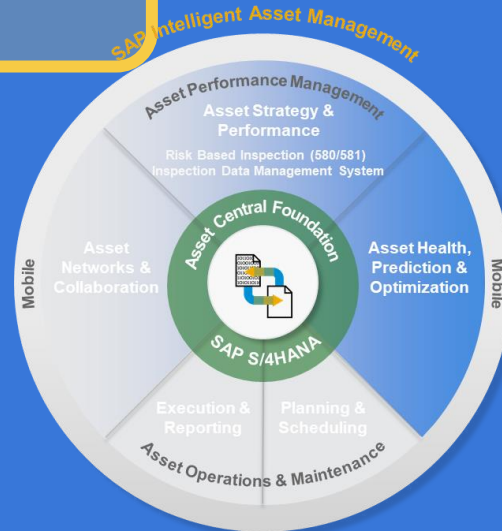 SAP Intelligent Asset Management
Asset Performance Management
Asset Strategy &
Performance
Risk Based Inspection (580/581)
Inspection Data Management System
Asset Central Foundation
Mobile
Asset
Networks &
Collaboration
Asset Health,
Prediction &
Optimization
Mobile
SAP S/4HANA
Execution &
Reporting
Planning &
Scheduling
Asset Operations & Maintenance